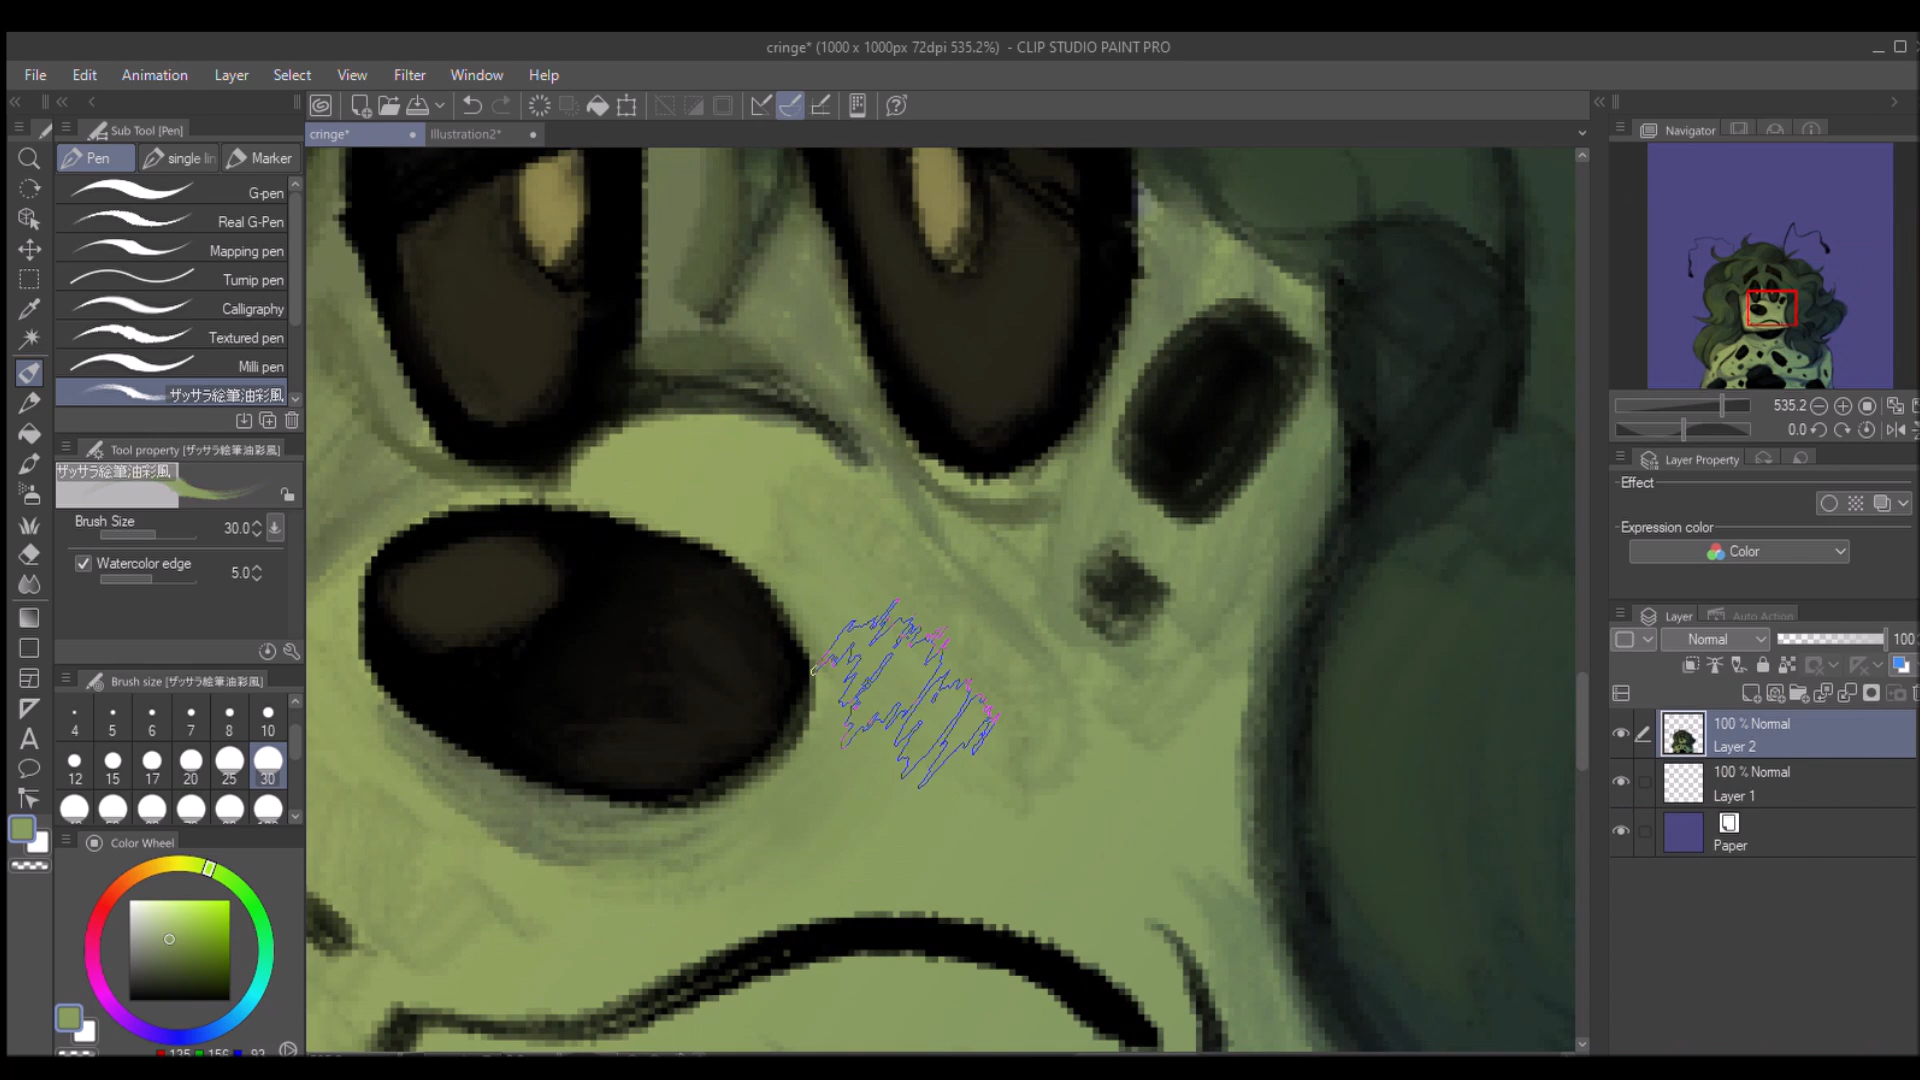 cringe* (1000 x 1000px 72dpi 535.2%) - CLIP STUDIO PAINT PRO
File Edit Animation Layer Select View Filter Window Help
cringe* Illustration2*
Sub Tool [Pen]
Pen single lin Marker
G-pen
Real G-Pen
Mapping pen
Turnip pen
Calligraphy
Textured pen
Milli pen
ザッサラ絵筆油彩風
Tool property [ザッサラ絵筆油彩風]
ザッサラ絵筆油彩風
Brush Size 30.0
Watercolor edge 5.0
Brush size [ザッサラ絵筆油彩風]
4 5 6 7 8 10
12 15 17 20 25 30
Color Wheel
135 156 93
Navigator
535.2
0.0
Layer Property
Effect
Expression color
Color
Layer Auto Action
Normal 100
100 % Normal
Layer 2
100 % Normal
Layer 1
Paper